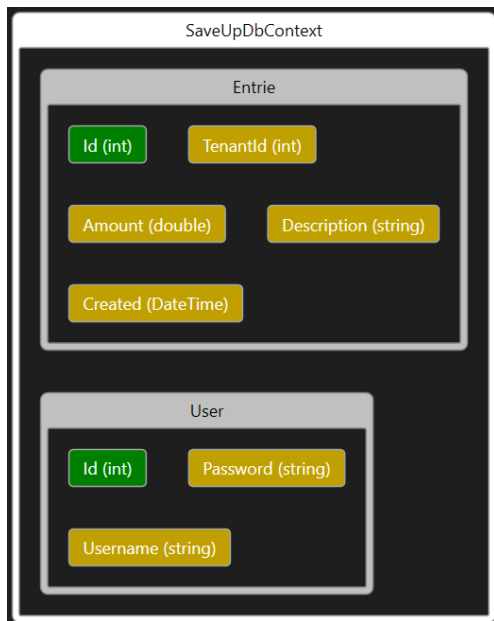 SaveUpDbContext
Entrie
Id (int) TenantId (int)
Amount (double) Description (string)
Created (DateTime)
User
Id (int) Password (string)
Username (string)